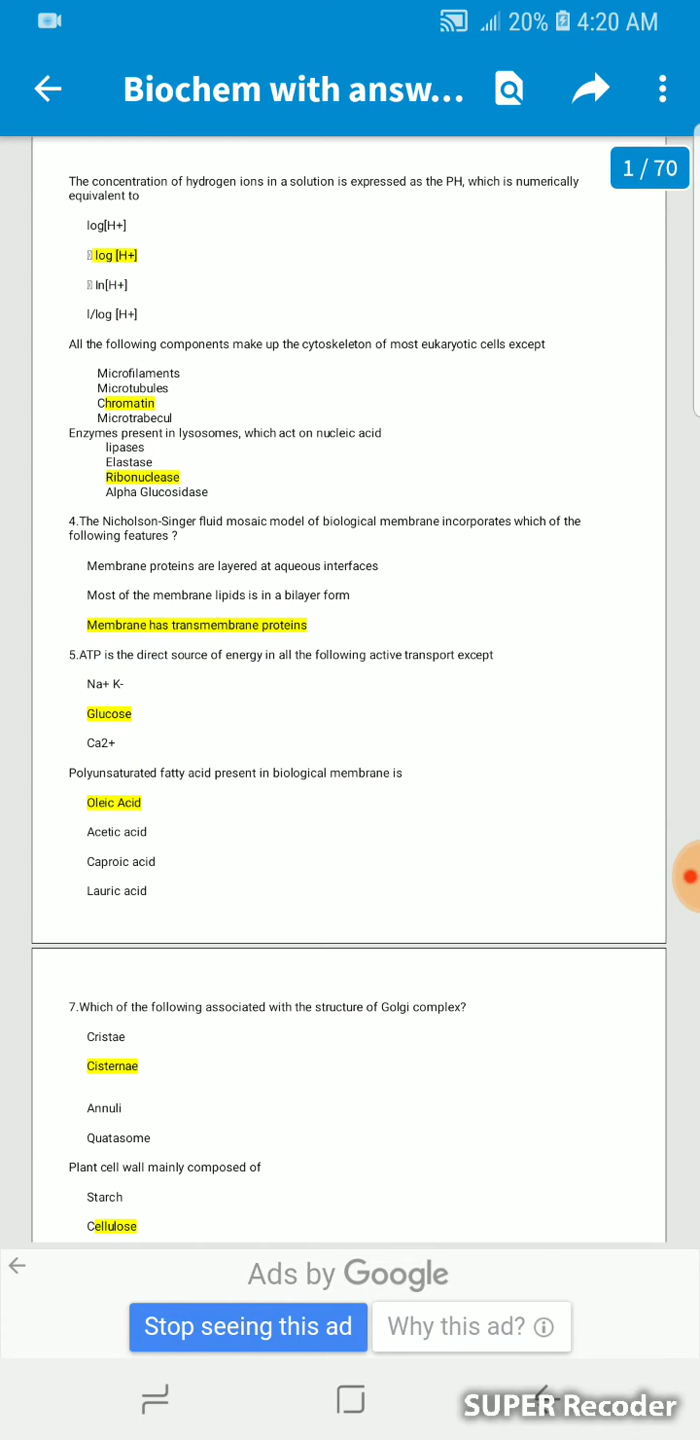 20% 4:20 AM
Biochem with answ...
1 / 70
The concentration of hydrogen ions in a solution is expressed as the PH, which is numerically
equivalent to
log[H+]
log [H+]
In[H+]
I/log [H+]
All the following components make up the cytoskeleton of most eukaryotic cells except
Microfilaments
Microtubules
Chromatin
Microtrabecul
Enzymes present in lysosomes, which act on nucleic acid
lipases
Elastase
Ribonuclease
Alpha Glucosidase
4.The Nicholson-Singer fluid mosaic model of biological membrane incorporates which of the
following features ?
Membrane proteins are layered at aqueous interfaces
Most of the membrane lipids is in a bilayer form
Membrane has transmembrane proteins
5.ATP is the direct source of energy in all the following active transport except
Na+ K-
Glucose
Ca2+
Polyunsaturated fatty acid present in biological membrane is
Oleic Acid
Acetic acid
Caproic acid
Lauric acid
7.Which of the following associated with the structure of Golgi complex?
Cristae
Cisternae
Annuli
Quatasome
Plant cell wall mainly composed of
Starch
Cellulose
Ads by Google
Stop seeing this ad
Why this ad?
SUPER Recoder